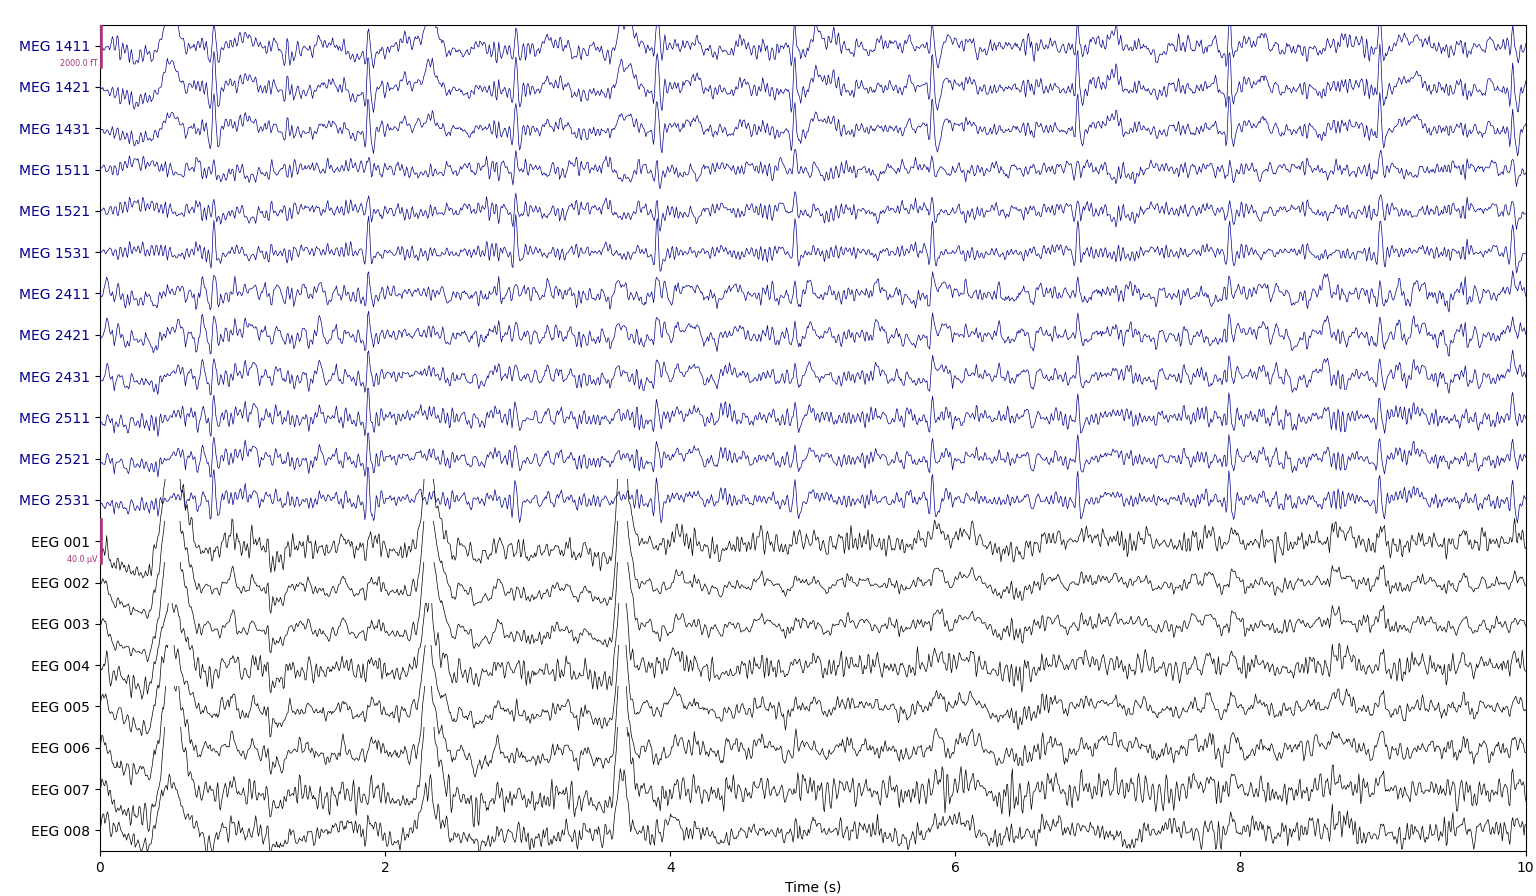 MEG 1411
2000.0 fT
MEG 1421
MEG 1431
MEG 1511
MEG 1521
MEG 1531
MEG 2411
MEG 2421
MEG 2431
MEG 2511
MEG 2521
MEG 2531
EEG 001
40.0 µV
EEG 002
EEG 003
EEG 004
EEG 005
EEG 006
EEG 007
EEG 008
0 2 4 6 8 10
Time (s)